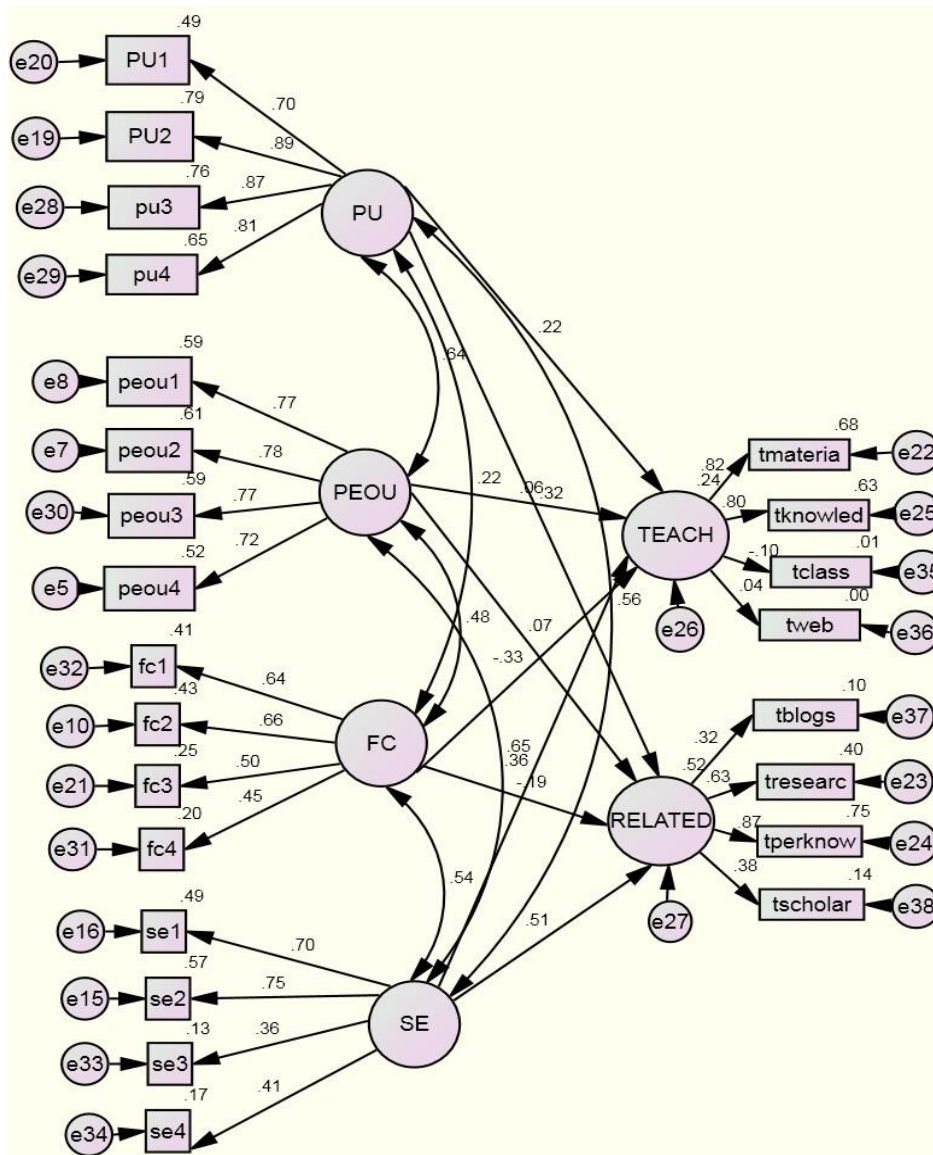 .49
e20 PU1
.70
.79
e19 PU2
.89
.76
e28 pu3
.87
.65
e29 pu4
.81
PU
.22
.64
.59
e8 peou1
.77
.61
e7 peou2
.78
.59
e30 peou3
.77
.52
e5 peou4
.72
PEOU
.22 .06 .32
.68
tmateria e22
.82
.24
.63
tknowled e25
.80
TEACH
.01
tclass e35
-.10
.00
tweb e36
.04
e26
.56
.48 .07
-.33
.41
e32 fc1
.64
.43
e10 fc2
.66
.25
e21 fc3
.50
.20
e31 fc4
.45
FC
.65
.36
-.19
.10
tblogs e37
.32
.52
.40
tresearc e23
.63
RELATED
.75
tperknow e24
.87
.14
tscholar e38
.38
e27
.54
.51
.49
e16 se1
.70
.57
e15 se2
.75
.13
e33 se3
.36
.17
e34 se4
.41
SE